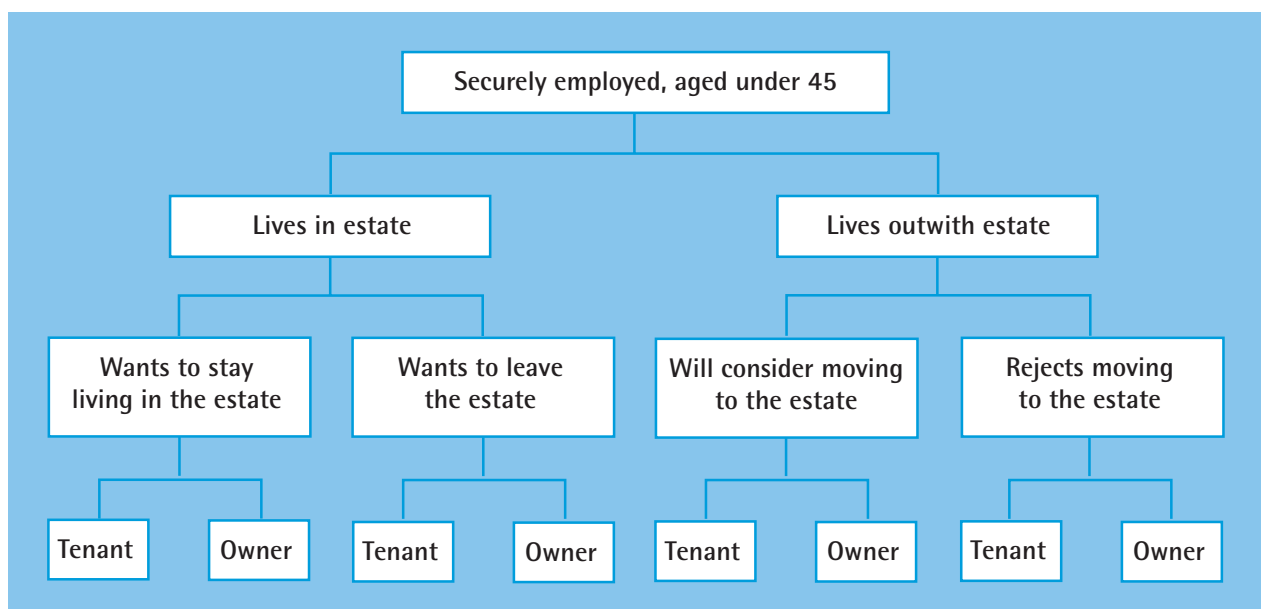 Securely employed, aged under 45
Lives in estate
Lives outwith estate
Wants to stay
living in the estate
Wants to leave
the estate
Will consider moving
to the estate
Rejects moving
to the estate
Tenant
Owner
Tenant
Owner
Tenant
Owner
Tenant
Owner